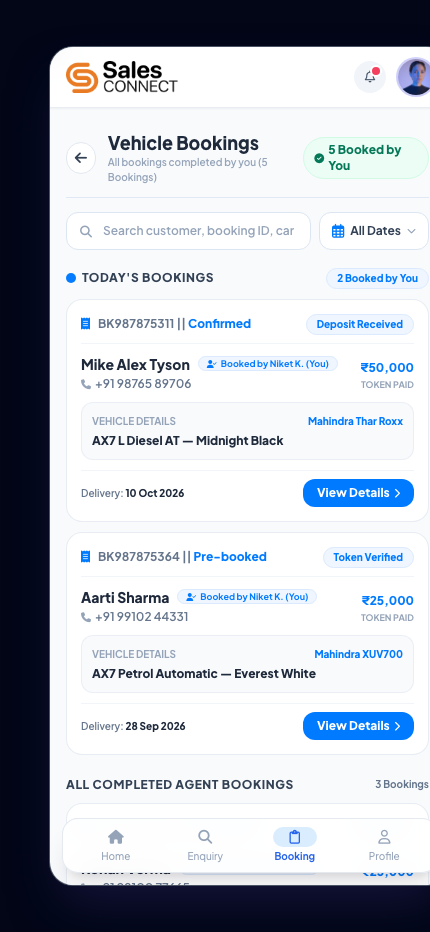 Sales
CONNECT
Vehicle Bookings
All bookings completed by you (5
Bookings)
5 Booked by
You
Search customer, booking ID, car
All Dates
TODAY'S BOOKINGS
2 Booked by You
BK987875311 || Confirmed
Deposit Received
Mike Alex Tyson
Booked by Niket K. (You)
₹50,000
+91 98765 89706
TOKEN PAID
VEHICLE DETAILS
Mahindra Thar Roxx
AX7 L Diesel AT — Midnight Black
Delivery: 10 Oct 2026
View Details
BK987875364 || Pre-booked
Token Verified
Aarti Sharma
Booked by Niket K. (You)
₹25,000
+91 99102 44331
TOKEN PAID
VEHICLE DETAILS
Mahindra XUV700
AX7 Petrol Automatic — Everest White
Delivery: 28 Sep 2026
View Details
ALL COMPLETED AGENT BOOKINGS
3 Bookings
Home
Enquiry
Booking
Profile